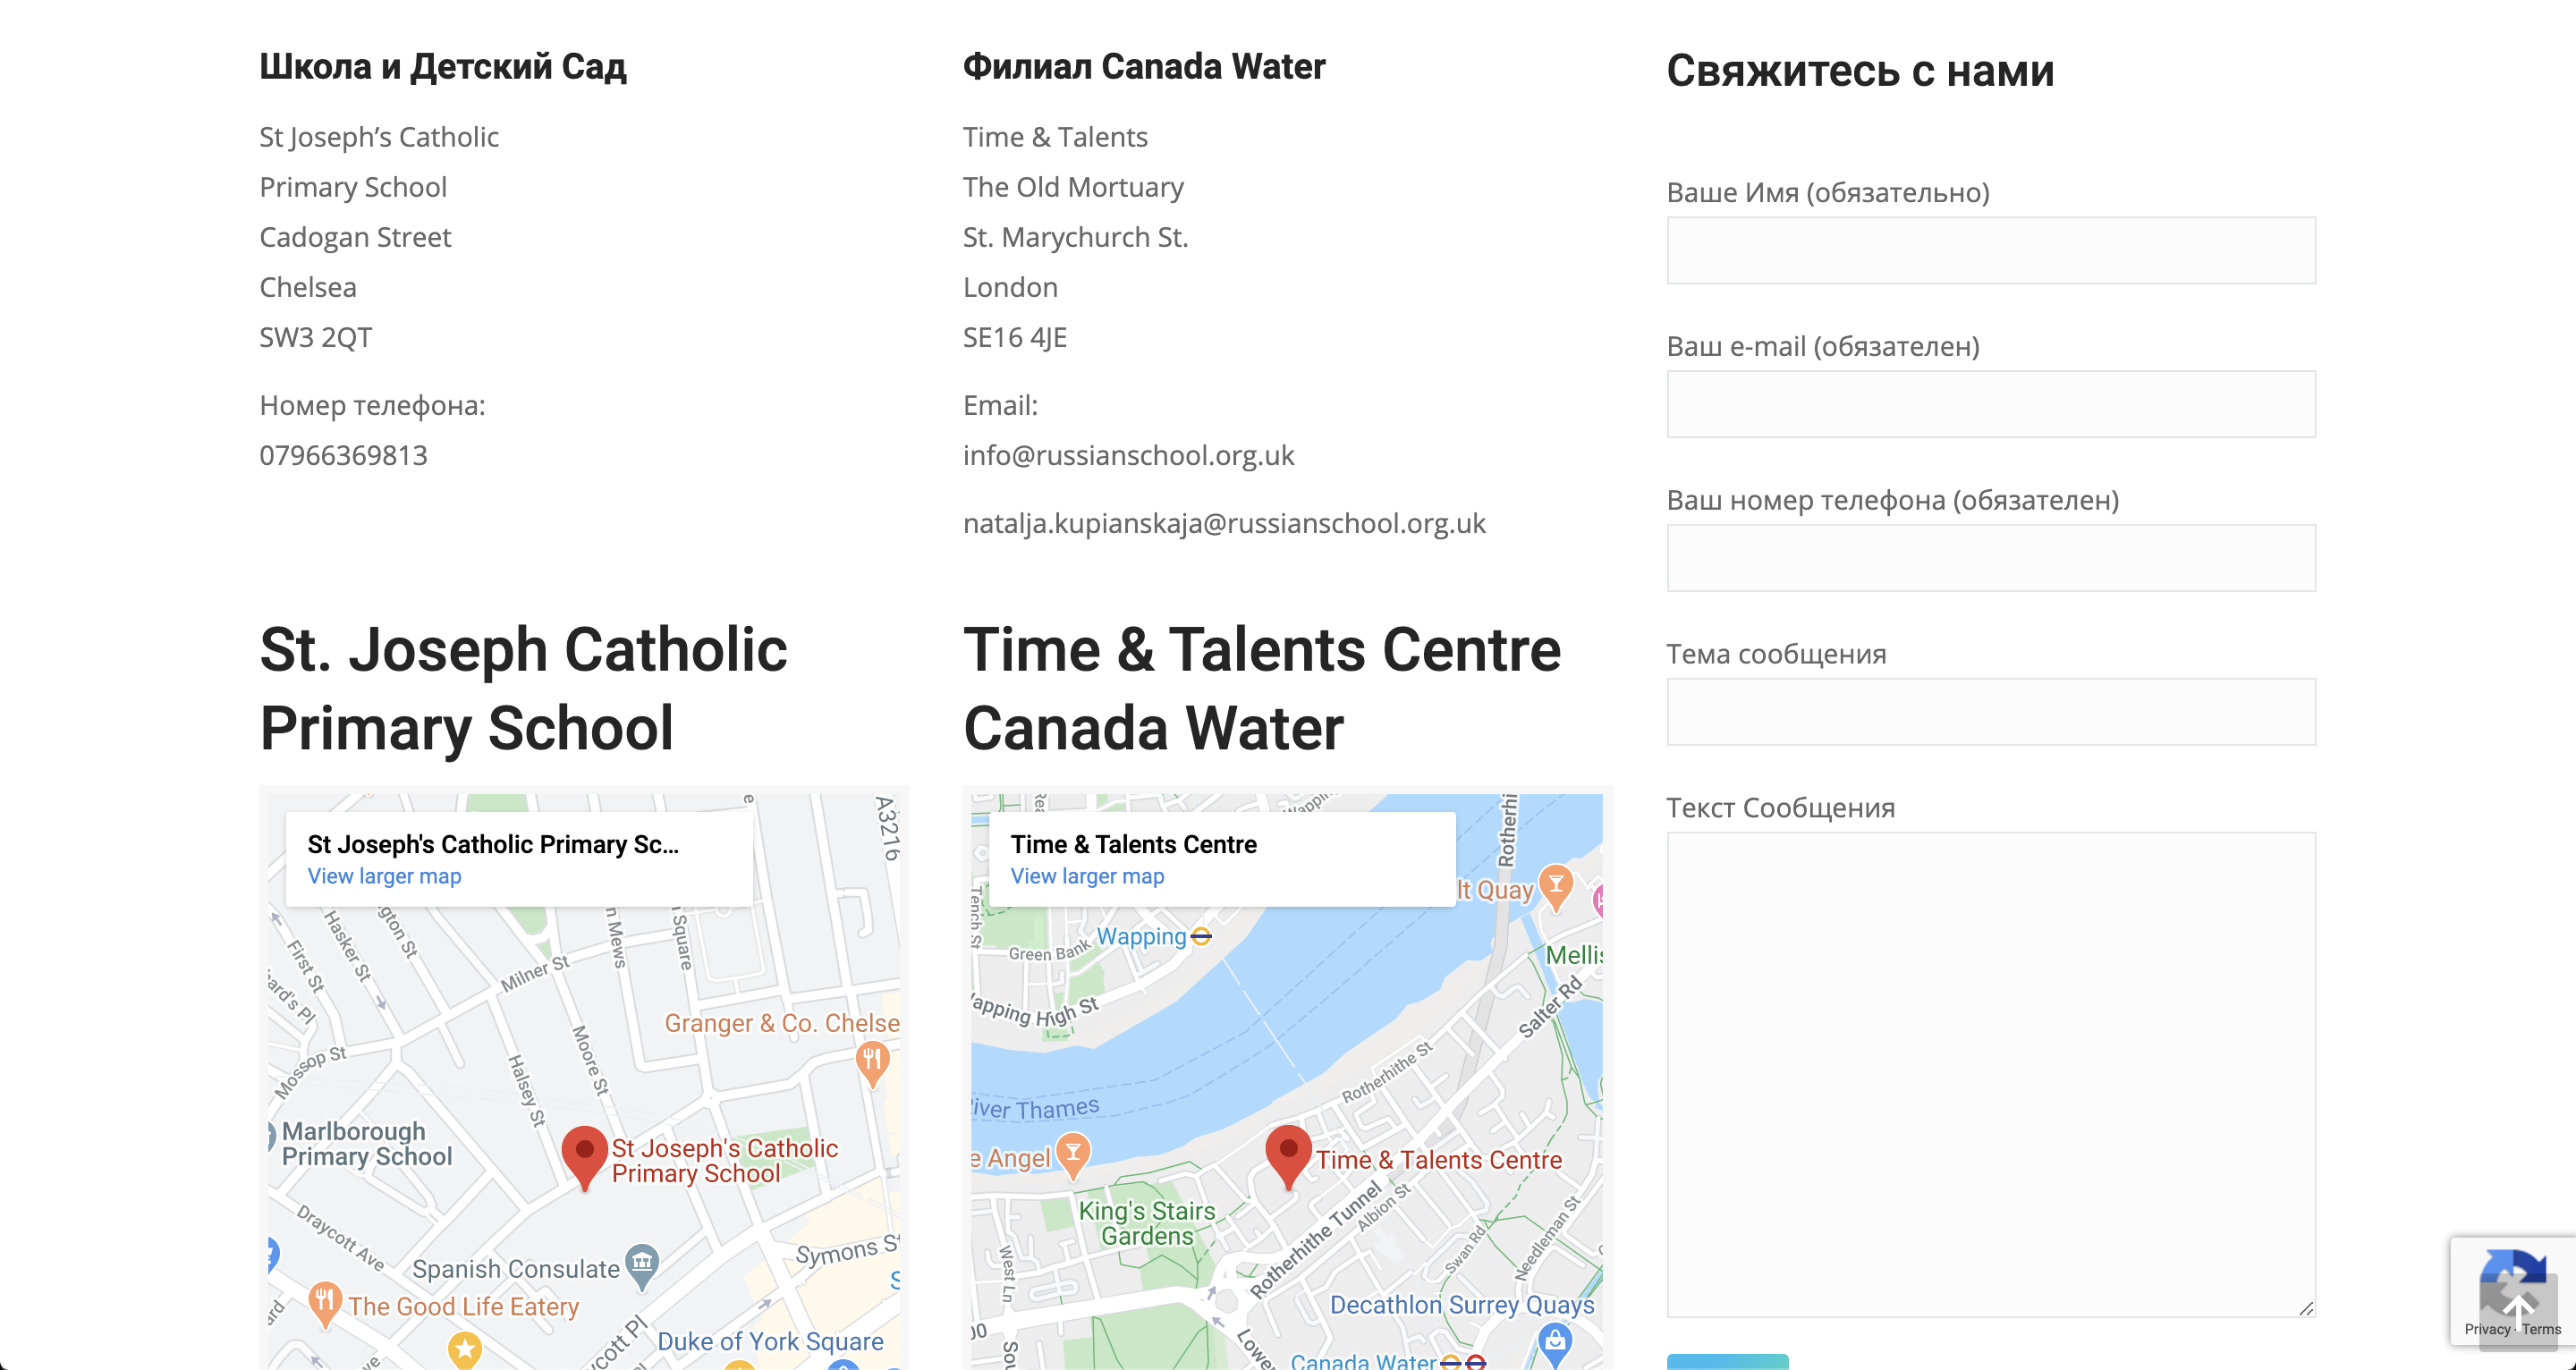 Школа и Детский Сад
St Joseph’s Catholic
Primary School
Cadogan Street
Chelsea
SW3 2QT
Номер телефона:
07966369813
Филиал Canada Water
Time & Talents
The Old Mortuary
St. Marychurch St.
London
SE16 4JE
Email:
info@russianschool.org.uk
natalja.kupianskaja@russianschool.org.uk
Свяжитесь с нами
Ваше Имя (обязательно)
Ваш e-mail (обязателен)
Ваш номер телефона (обязателен)
Тема сообщения
Текст Сообщения
St. Joseph Catholic
Primary School
St Joseph's Catholic Primary Sc...
View larger map
A3216
First St
Hasker St
Milner St
n Mews
Square
Granger & Co. Chelse
Mossop St
Halsey St
Moore St
Marlborough
Primary School
St Joseph's Catholic
Primary School
Draycott Ave
Symons St
Spanish Consulate
The Good Life Eatery
Duke of York Square
Time & Talents Centre
Canada Water
Time & Talents Centre
View larger map
Rotherhi
lt Quay
Tench St
Green Bank
Wapping
Mellis
apping High St
Salter Rd
Rotherhithe St
iver Thames
e Angel
Time & Talents Centre
King's Stairs
Gardens
Rotherhithe Tunnel
Albion St
Swan Rd
Needleman St
West Ln
Decathlon Surrey Quays
Lower
Canada Water
Privacy - Terms